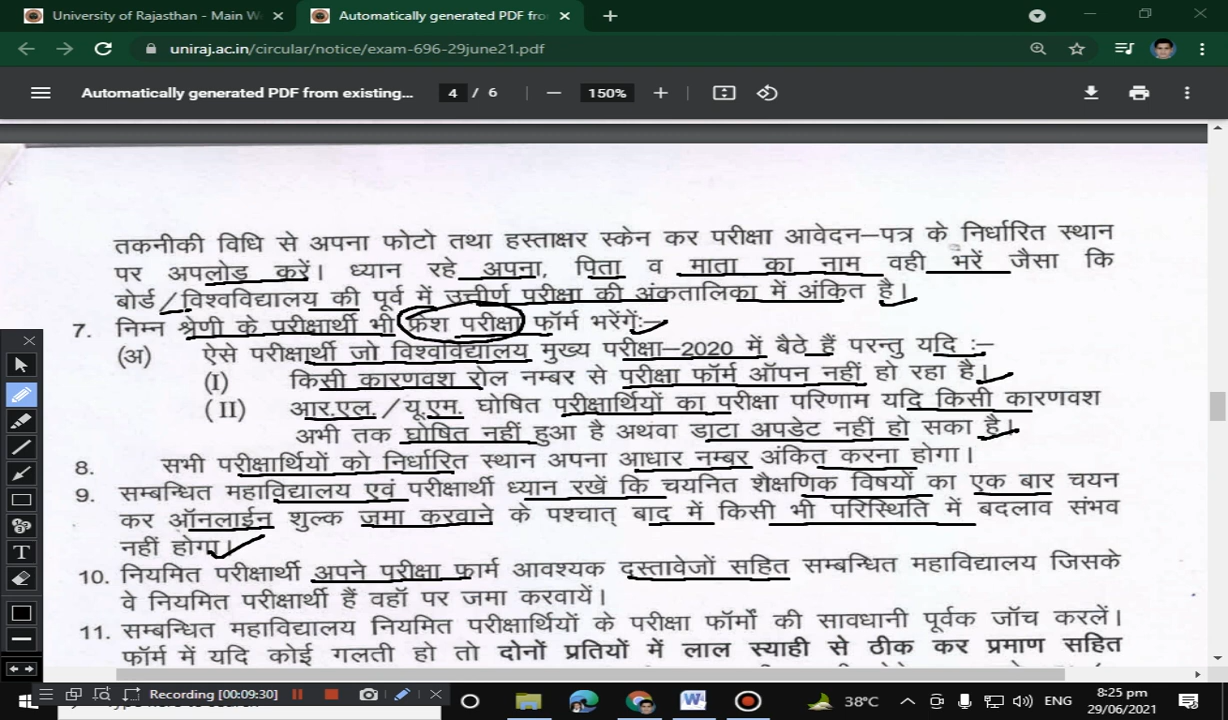 University of Rajasthan - Main W
Automatically generated PDF fro
uniraj.ac.in/circular/notice/exam-696-29june21.pdf
Automatically generated PDF from existing...
4 / 6
150%
तकनीकी विधि से अपना फोटो तथा हस्ताक्षर स्केन कर परीक्षा आवेदन–पत्र के निर्धारित स्थान
पर अपलोड करें। ध्यान रहे अपना, पिता व माता का नाम वही भरें जैसा कि
बोर्ड/विश्वविद्यालय की पूर्व में उत्तीर्ण परीक्षा की अंकतालिका में अंकित है।
7. निम्न श्रेणी के परीक्षार्थी भी फ्रेश परीक्षा फॉर्म भरेंगें:–
(अ) ऐसे परीक्षार्थी जो विश्वविद्यालय मुख्य परीक्षा–2020 में बैठे हैं परन्तु यदि :–
(I) किसी कारणवश रोल नम्बर से परीक्षा फॉर्म ऑपन नहीं हो रहा है।
(II) आर.एल/यू.एम. घोषित परीक्षार्थियों का परीक्षा परिणाम यदि किसी कारणवश
अभी तक घोषित नहीं हुआ है अथवा डाटा अपडेट नहीं हो सका है।
8. सभी परीक्षार्थियों को निर्धारित स्थान अपना आधार नम्बर अंकित करना होगा।
9. सम्बन्धित महाविद्यालय एवं परीक्षार्थी ध्यान रखें कि चयनित शैक्षणिक विषयों का एक बार चयन
कर ऑनलाईन शुल्क जमा करवाने के पश्चात् बाद में किसी भी परिस्थिति में बदलाव संभव
नहीं होगा।
10. नियमित परीक्षार्थी अपने परीक्षा फार्म आवश्यक दस्तावेजों सहित सम्बन्धित महाविद्यालय जिसके
वे नियमित परीक्षार्थी हैं वहॉ पर जमा करवायें।
11. सम्बन्धित महाविद्यालय नियमित परीक्षार्थियों के परीक्षा फॉर्मों की सावधानी पूर्वक जॉच करलें।
फॉर्म में यदि कोई गलती हो तो दोनों प्रतियों में लाल स्याही से ठीक कर प्रमाण सहित
Recording [00:09:30]
38°C
ENG
8:25 pm
29/06/2021